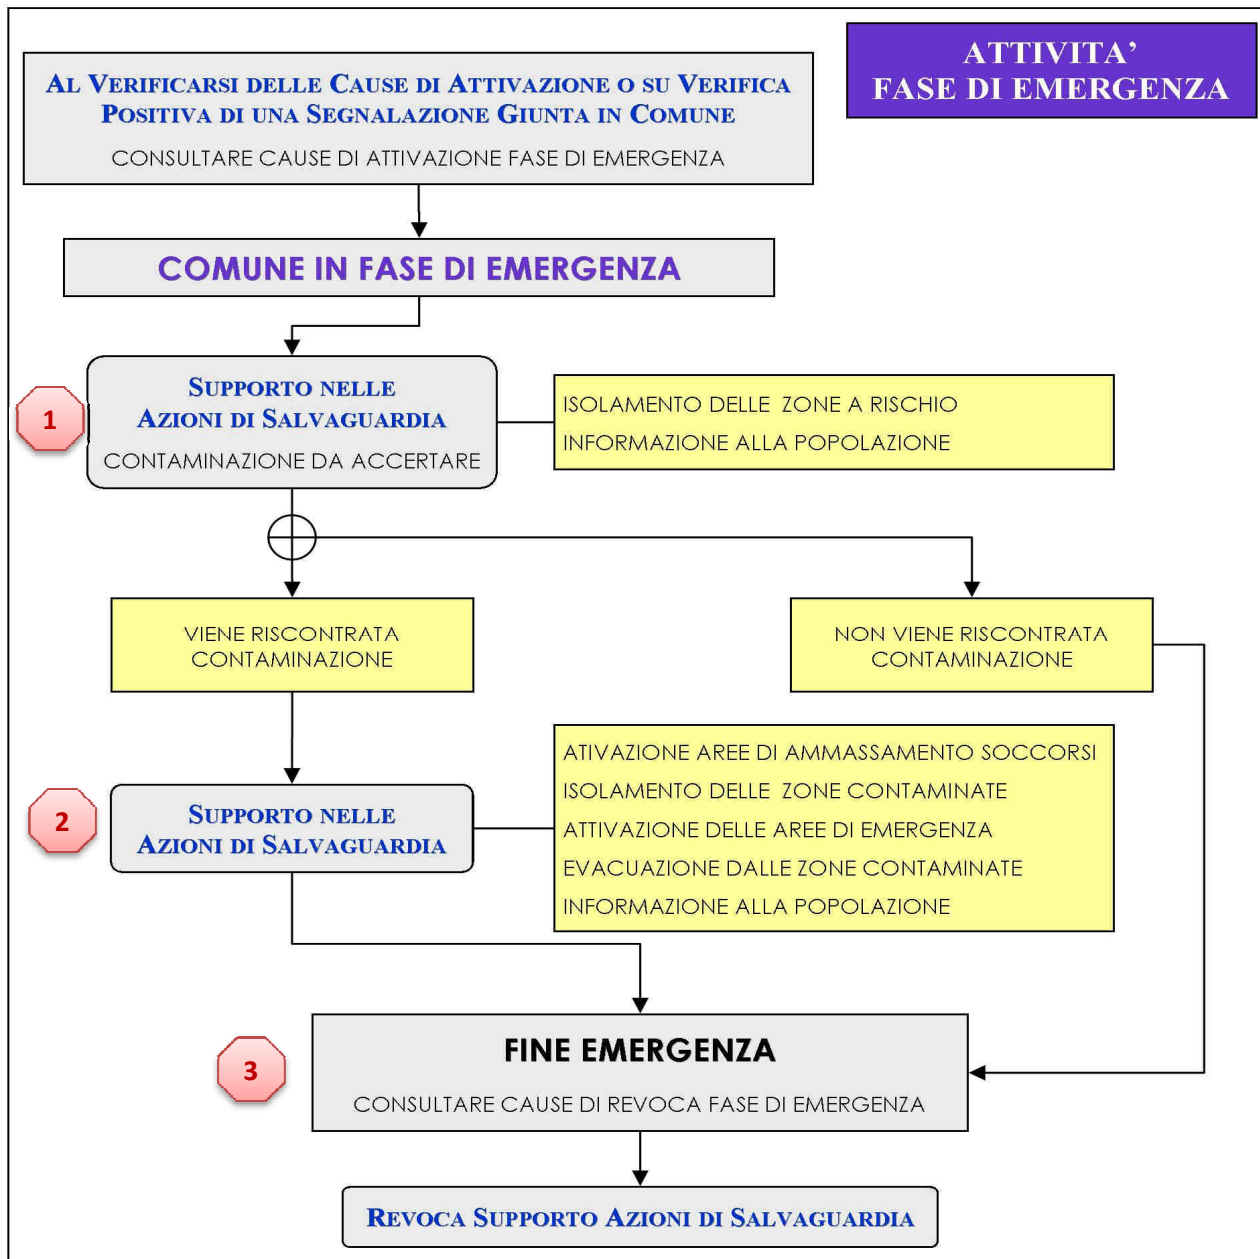 ATTIVITA’
FASE DI EMERGENZA
AL VERIFICARSI DELLE CAUSE DI ATTIVAZIONE O SU VERIFICA
POSITIVA DI UNA SEGNALAZIONE GIUNTA IN COMUNE
CONSULTARE CAUSE DI ATTIVAZIONE FASE DI EMERGENZA
COMUNE IN FASE DI EMERGENZA
1
SUPPORTO NELLE
AZIONI DI SALVAGUARDIA
CONTAMINAZIONE DA ACCERTARE
ISOLAMENTO DELLE ZONE A RISCHIO
INFORMAZIONE ALLA POPOLAZIONE
VIENE RISCONTRATA
CONTAMINAZIONE
NON VIENE RISCONTRATA
CONTAMINAZIONE
2
SUPPORTO NELLE
AZIONI DI SALVAGUARDIA
ATIVAZIONE AREE DI AMMASSAMENTO SOCCORSI
ISOLAMENTO DELLE ZONE CONTAMINATE
ATTIVAZIONE DELLE AREE DI EMERGENZA
EVACUAZIONE DALLE ZONE CONTAMINATE
INFORMAZIONE ALLA POPOLAZIONE
3
FINE EMERGENZA
CONSULTARE CAUSE DI REVOCA FASE DI EMERGENZA
REVOCA SUPPORTO AZIONI DI SALVAGUARDIA